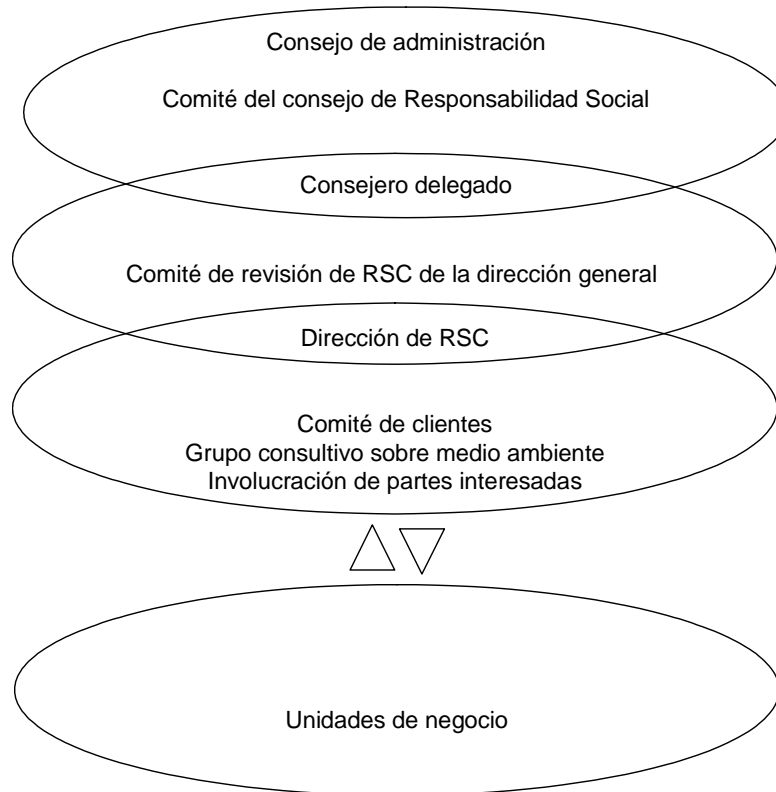 Consejo de administración
Comité del consejo de Responsabilidad Social
Consejero delegado
Comité de revisión de RSC de la dirección general
Dirección de RSC
Comité de clientes
Grupo consultivo sobre medio ambiente
Involucración de partes interesadas
Unidades de negocio